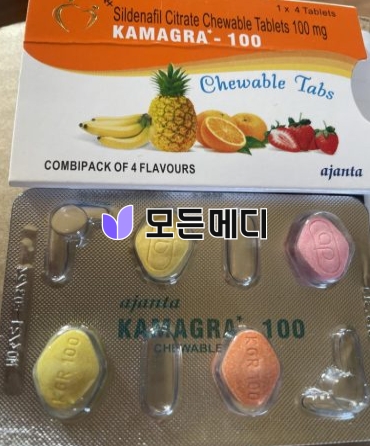 1 x 4 Tablets
Sildenafil Citrate Chewable Tablets 100 mg
KAMAGRA - 100
Chewable Tabs
COMBIPACK OF 4 FLAVOURS
ajanta
모든메디
ajanta
KAMAGRA 100
CHEWABLE
KGR 100
KGR 100